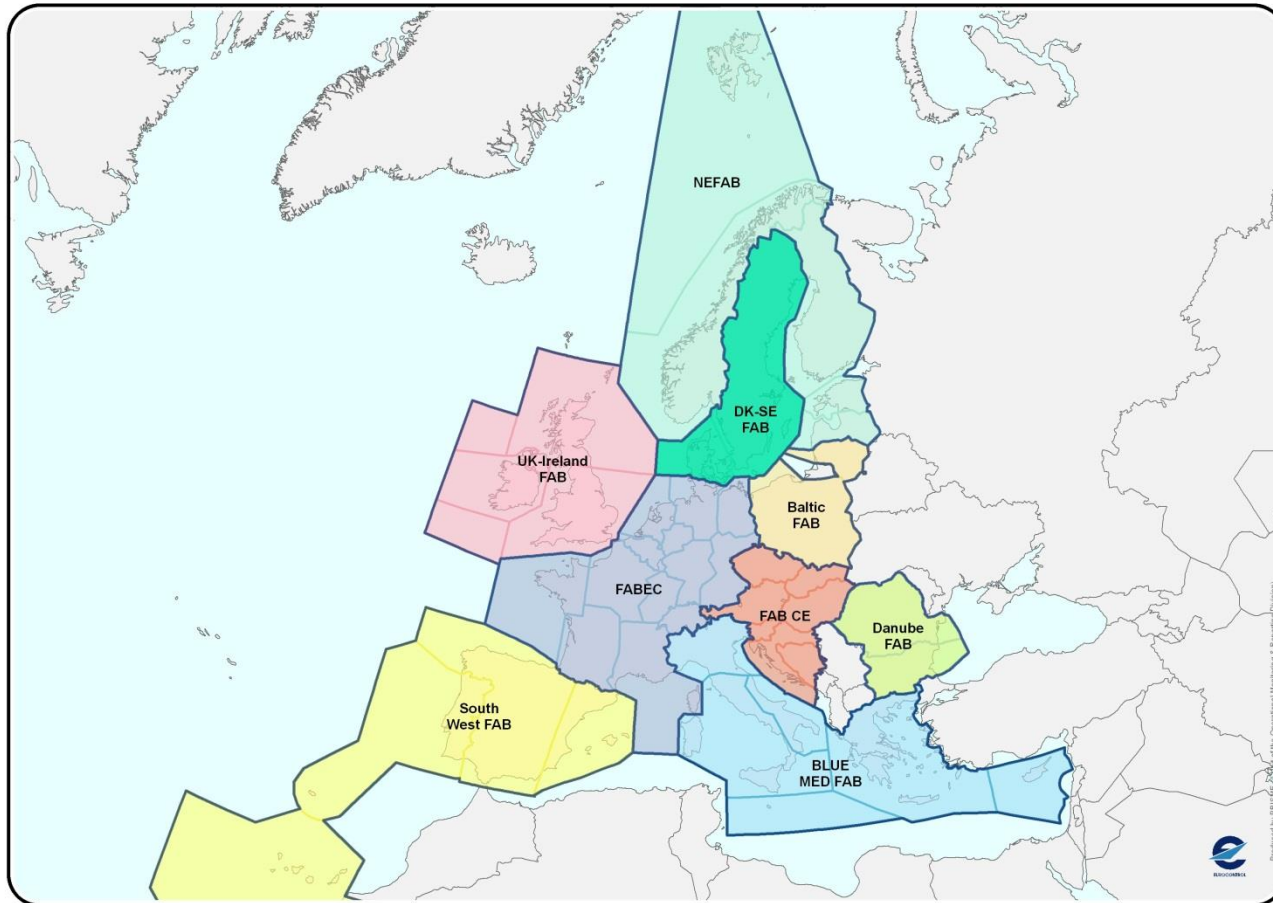 NEFAB
DK-SE
FAB
UK-Ireland
FAB
Baltic
FAB
FABEC
FAB CE
Danube
FAB
South
West FAB
BLUE
MED FAB
EUROCONTROL